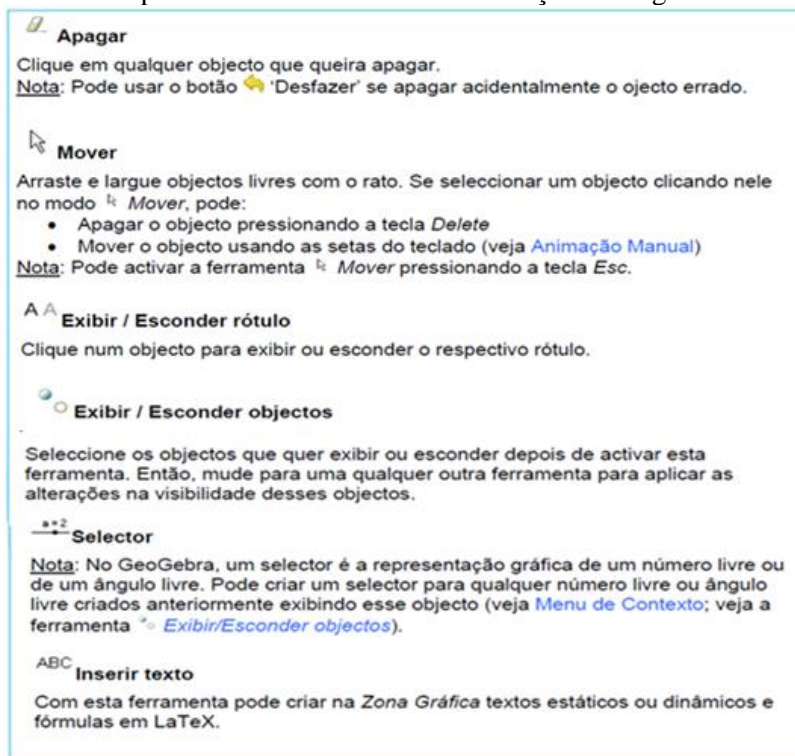 Apagar
Clique em qualquer objecto que queira apagar.
Nota: Pode usar o botão 'Desfazer' se apagar acidentalmente o ojecto errado.
Mover
Arraste e largue objectos livres com o rato. Se seleccionar um objecto clicando nele
no modo Mover, pode:
• Apagar o objecto pressionando a tecla Delete
• Mover o objecto usando as setas do teclado (veja Animação Manual)
Nota: Pode activar a ferramenta Mover pressionando a tecla Esc.
A A Exibir / Esconder rótulo
Clique num objecto para exibir ou esconder o respectivo rótulo.
Exibir / Esconder objectos
Seleccione os objectos que quer exibir ou esconder depois de activar esta
ferramenta. Então, mude para uma qualquer outra ferramenta para aplicar as
alterações na visibilidade desses objectos.
a=2 Selector
Nota: No GeoGebra, um selector é a representação gráfica de um número livre ou
de um ângulo livre. Pode criar um selector para qualquer número livre ou ângulo
livre criados anteriormente exibindo esse objecto (veja Menu de Contexto; veja a
ferramenta Exibir/Esconder objectos).
ABC Inserir texto
Com esta ferramenta pode criar na Zona Gráfica textos estáticos ou dinâmicos e
fórmulas em LaTeX.